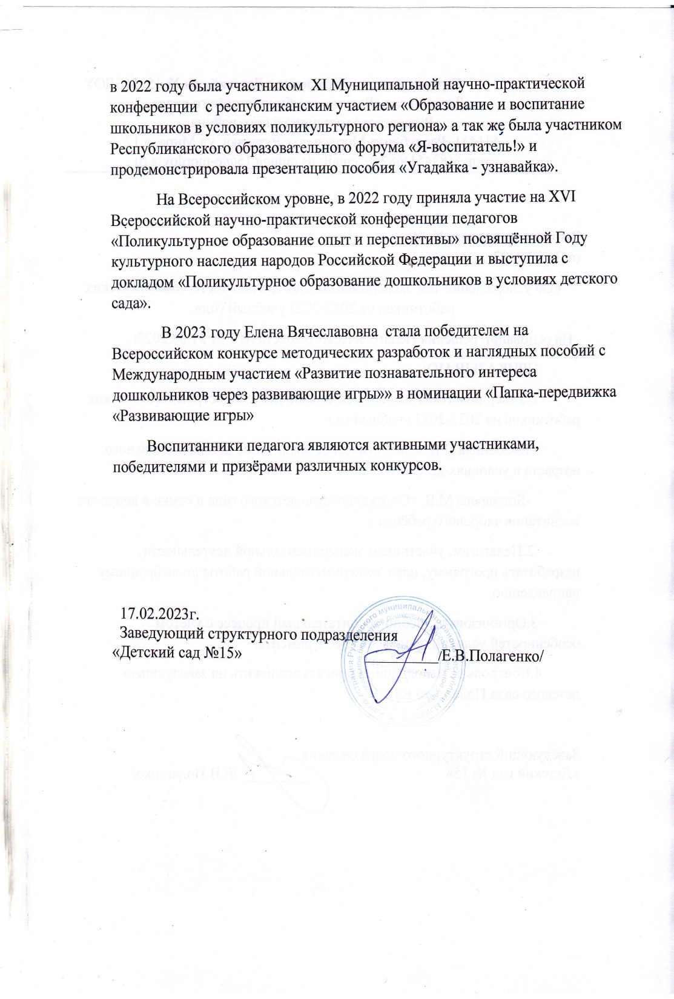 в 2022 году была участником XI Муниципальной научно-практической
конференции с республиканским участием «Образование и воспитание
школьников в условиях поликультурного региона» а так же была участником
Республиканского образовательного форума «Я-воспитатель!» и
продемонстрировала презентацию пособия «Угадайка - узнавайка».
На Всероссийском уровне, в 2022 году приняла участие на XVI
Всероссийской научно-практической конференции педагогов
«Поликультурное образование опыт и перспективы» посвящённой Году
культурного наследия народов Российской Федерации и выступила с
докладом «Поликультурное образование дошкольников в условиях детского
сада».
В 2023 году Елена Вячеславовна стала победителем на
Всероссийском конкурсе методических разработок и наглядных пособий с
Международным участием «Развитие познавательного интереса
дошкольников через развивающие игры»» в номинации «Папка-передвижка
«Развивающие игры»
Воспитанники педагога являются активными участниками,
победителями и призёрами различных конкурсов.
17.02.2023г.
Заведующий структурного подразделения
«Детский сад №15» /Е.В.Полагенко/
Рузаевского муниципального района